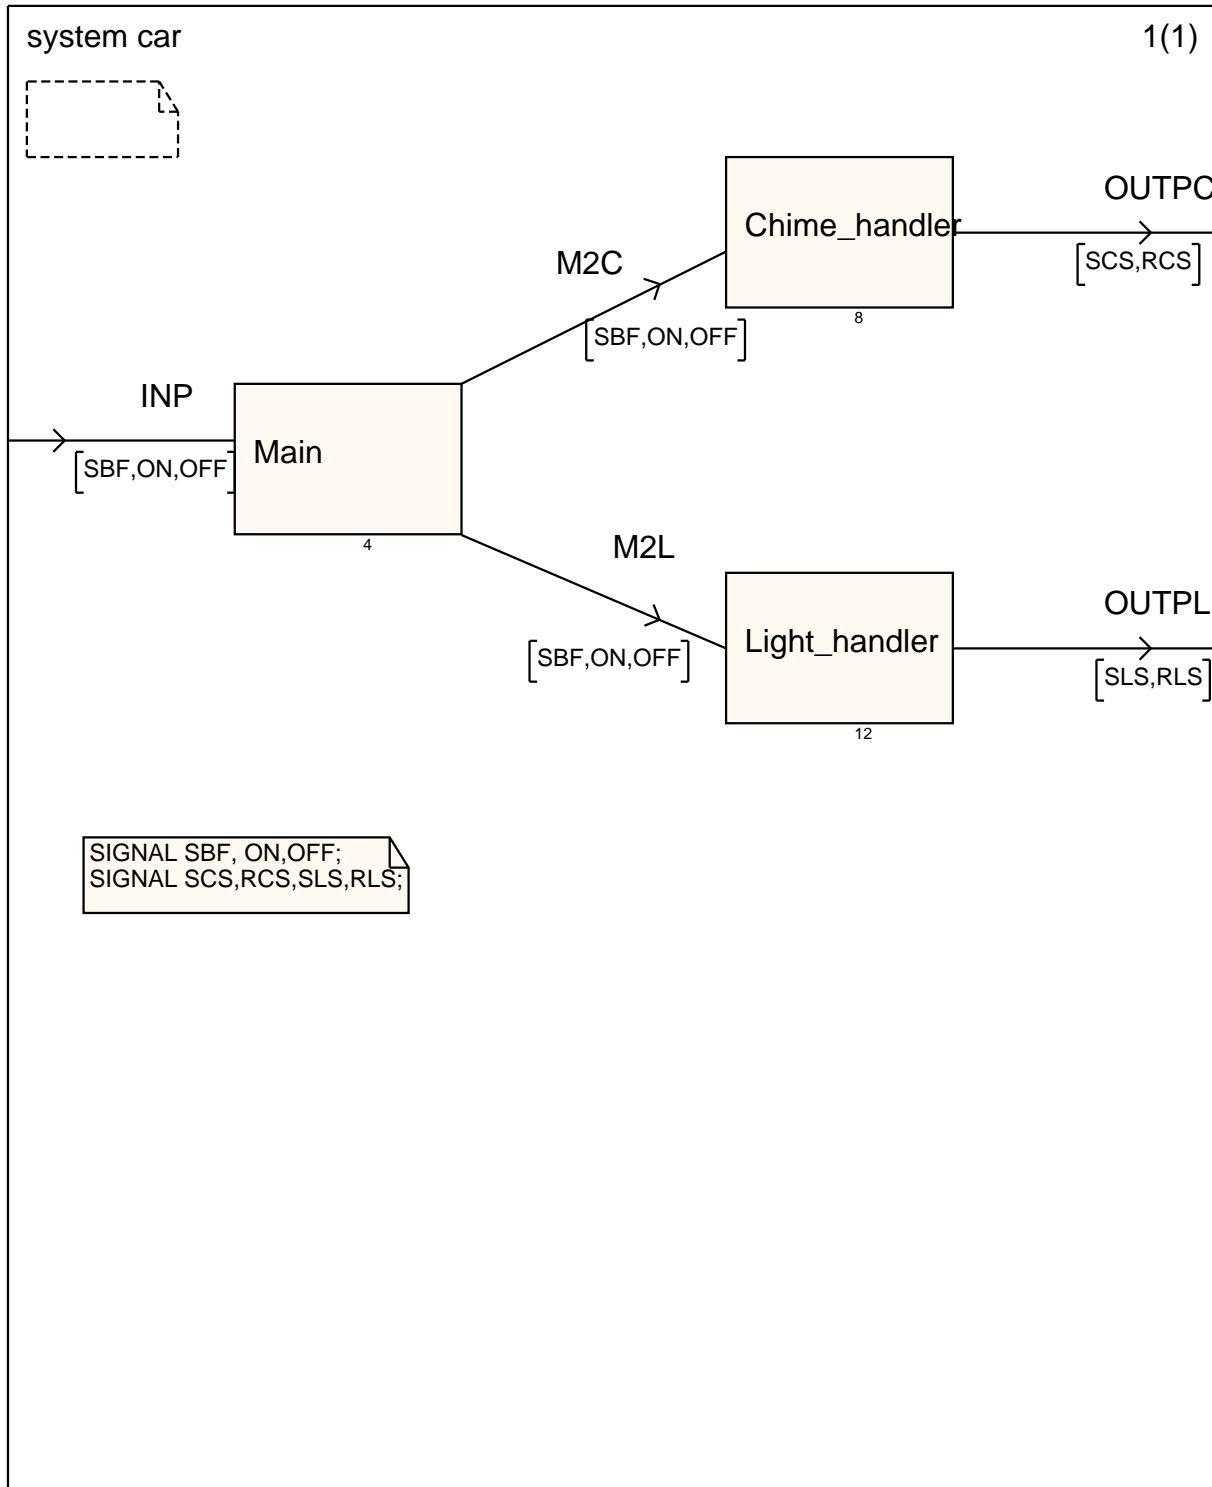 system car
1(1)
OUTPC
Chime_handler
M2C
[SCS,RCS]
8
[SBF,ON,OFF]
INP
Main
[SBF,ON,OFF]
4
M2L
OUTPL
Light_handler
[SBF,ON,OFF]
[SLS,RLS]
12
SIGNAL SBF, ON,OFF;
SIGNAL SCS,RCS,SLS,RLS;